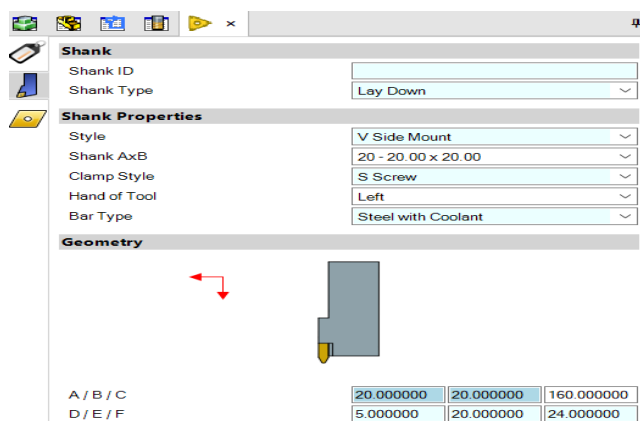 Shank
Shank ID
Shank Type Lay Down
Shank Properties
Style V Side Mount
Shank AxB 20 - 20.00 x 20.00
Clamp Style S Screw
Hand of Tool Left
Bar Type Steel with Coolant
Geometry
A / B / C 20.000000 20.000000 160.000000
D / E / F 5.000000 20.000000 24.000000